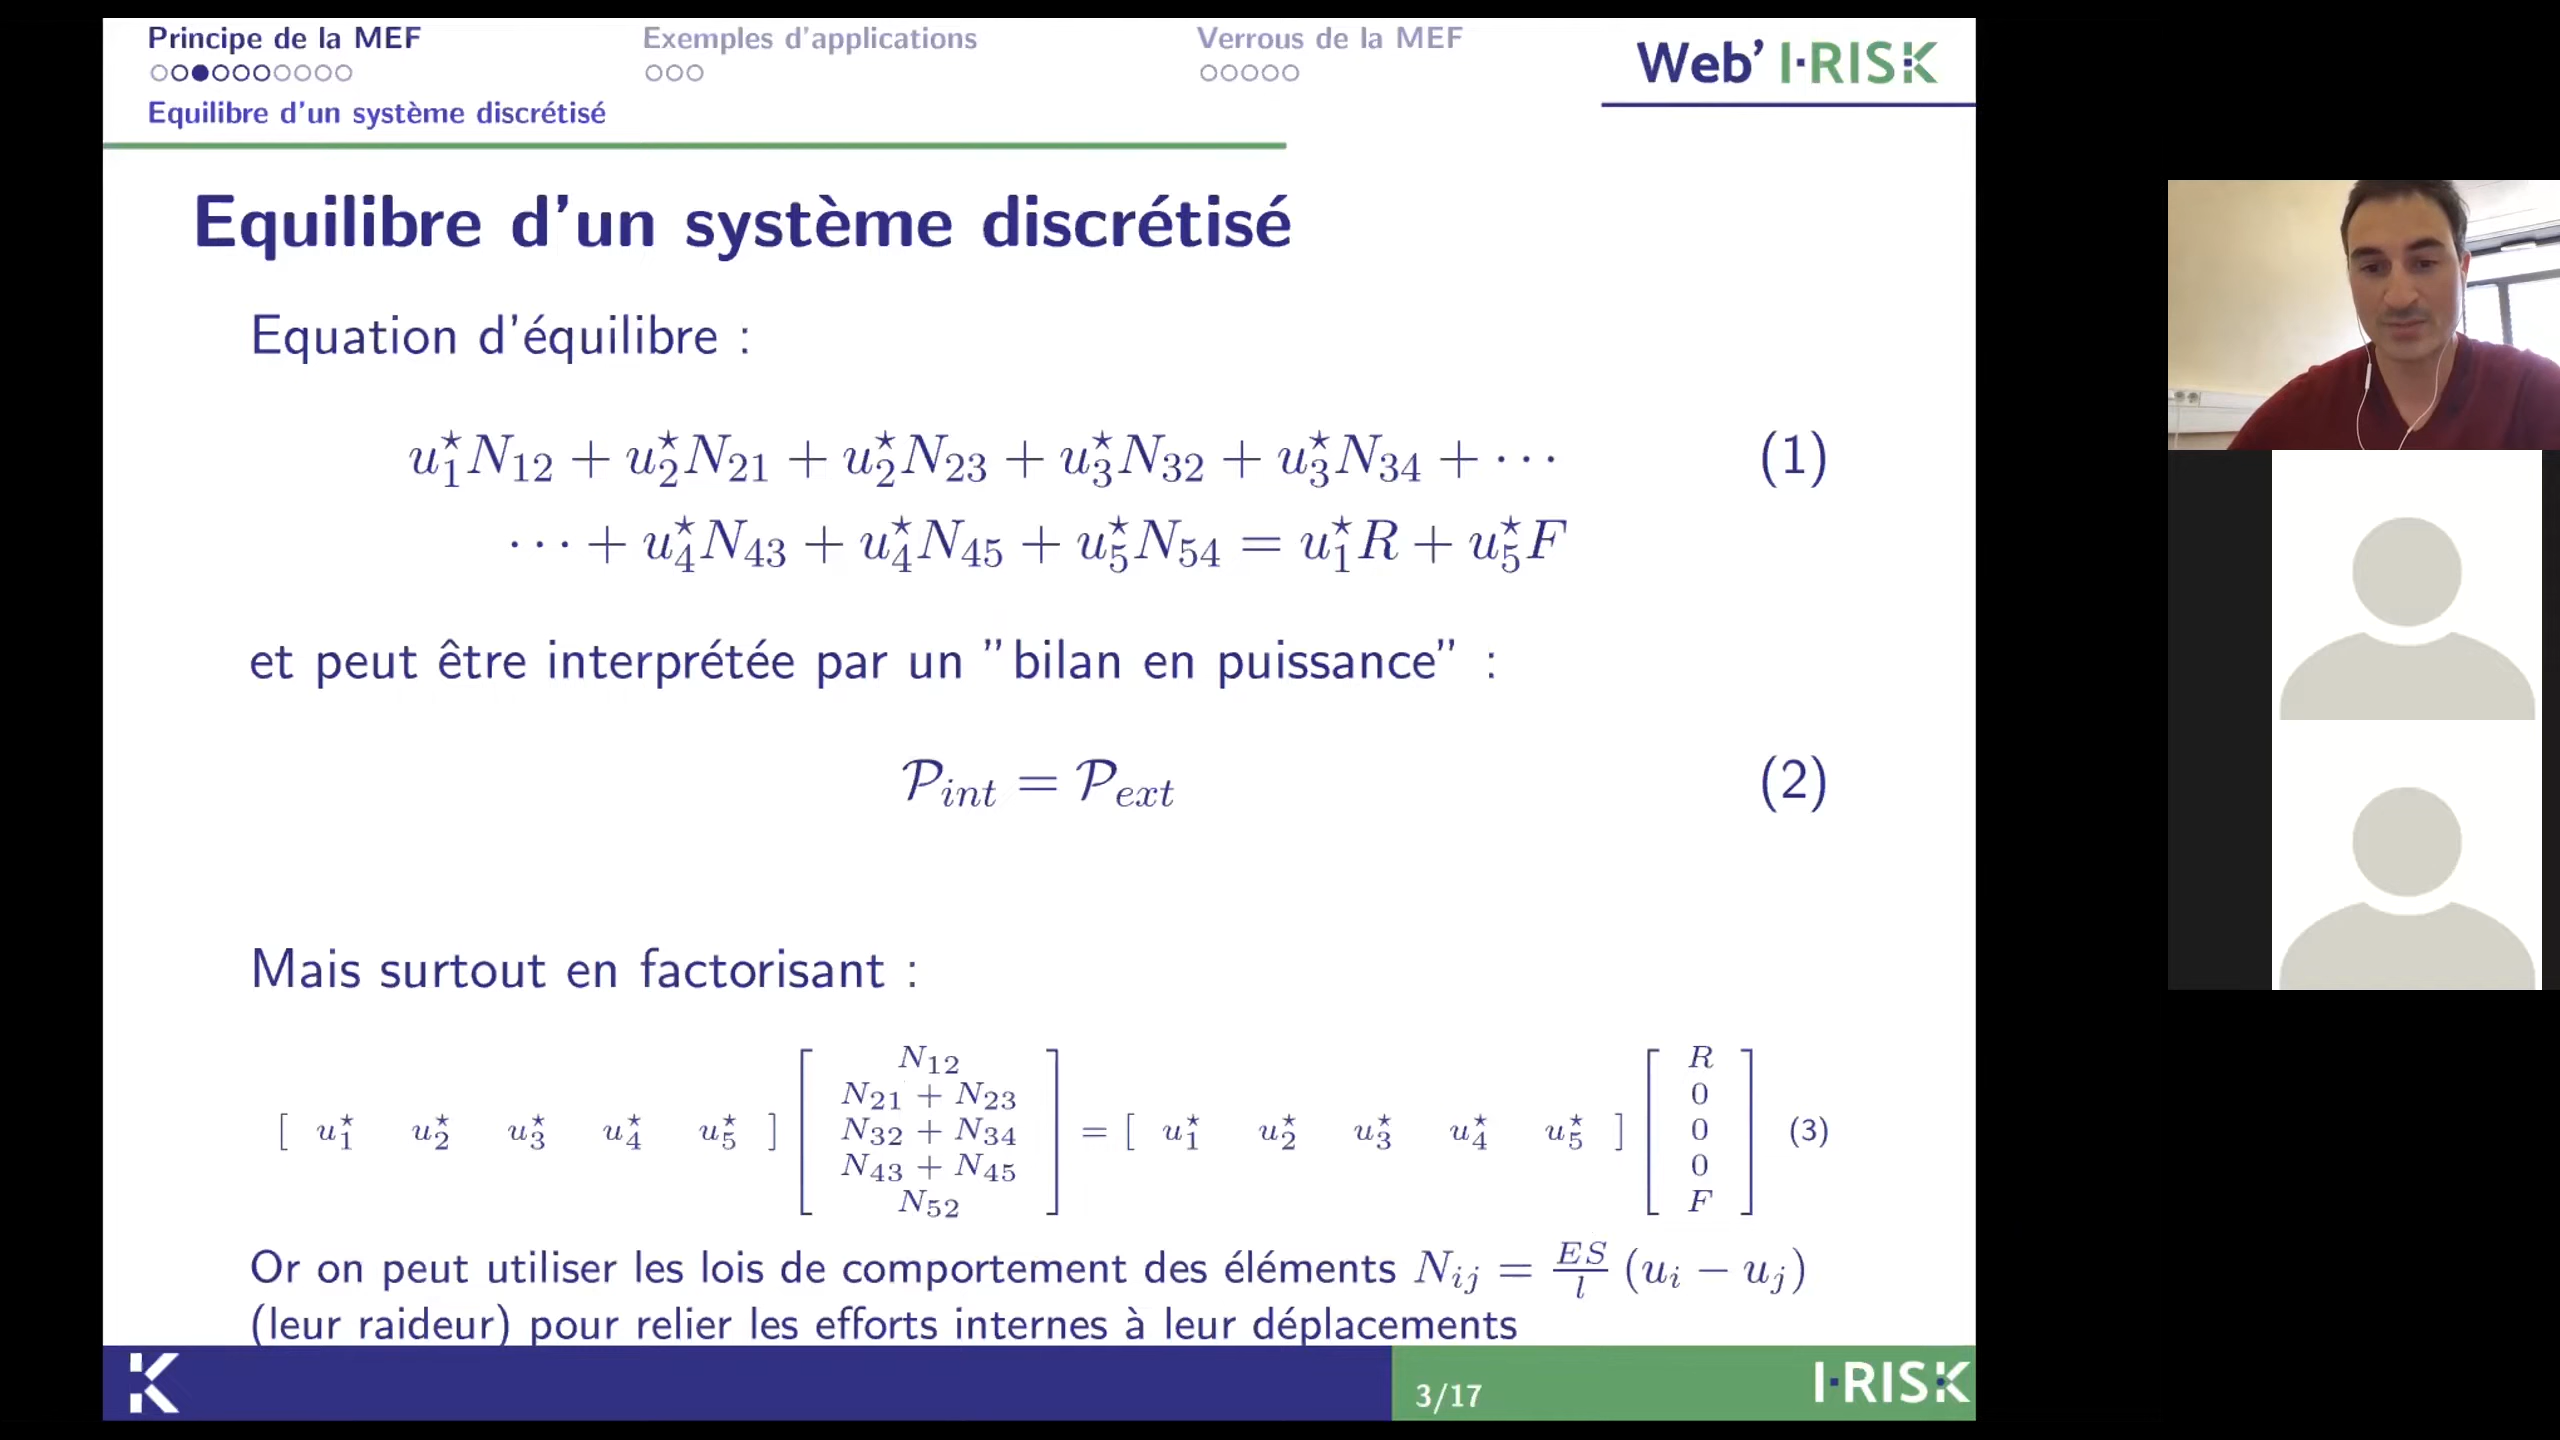 Principe de la MEF
Exemples d'applications
Verrous de la MEF
Web' I·RISK
Equilibre d'un système discrétisé
Equilibre d'un système discrétisé
Equation d'équilibre :
u₁⋆N₁₂ + u₂⋆N₂₁ + u₂⋆N₂₃ + u₃⋆N₃₂ + u₃⋆N₃₄ + ⋯ (1)
⋯ + u₄⋆N₄₃ + u₄⋆N₄₅ + u₅⋆N₅₄ = u₁⋆R + u₅⋆F
et peut être interprétée par un "bilan en puissance" :
𝒫_int = 𝒫_ext (2)
Mais surtout en factorisant :
[ u₁⋆ u₂⋆ u₃⋆ u₄⋆ u₅⋆ ] [ N₁₂ ; N₂₁ + N₂₃ ; N₃₂ + N₃₄ ; N₄₃ + N₄₅ ; N₅₂ ] = [ u₁⋆ u₂⋆ u₃⋆ u₄⋆ u₅⋆ ] [ R ; 0 ; 0 ; 0 ; F ] (3)
Or on peut utiliser les lois de comportement des éléments N_ij = ES/l (u_i − u_j)
(leur raideur) pour relier les efforts internes à leur déplacements
3/17
I·RISK